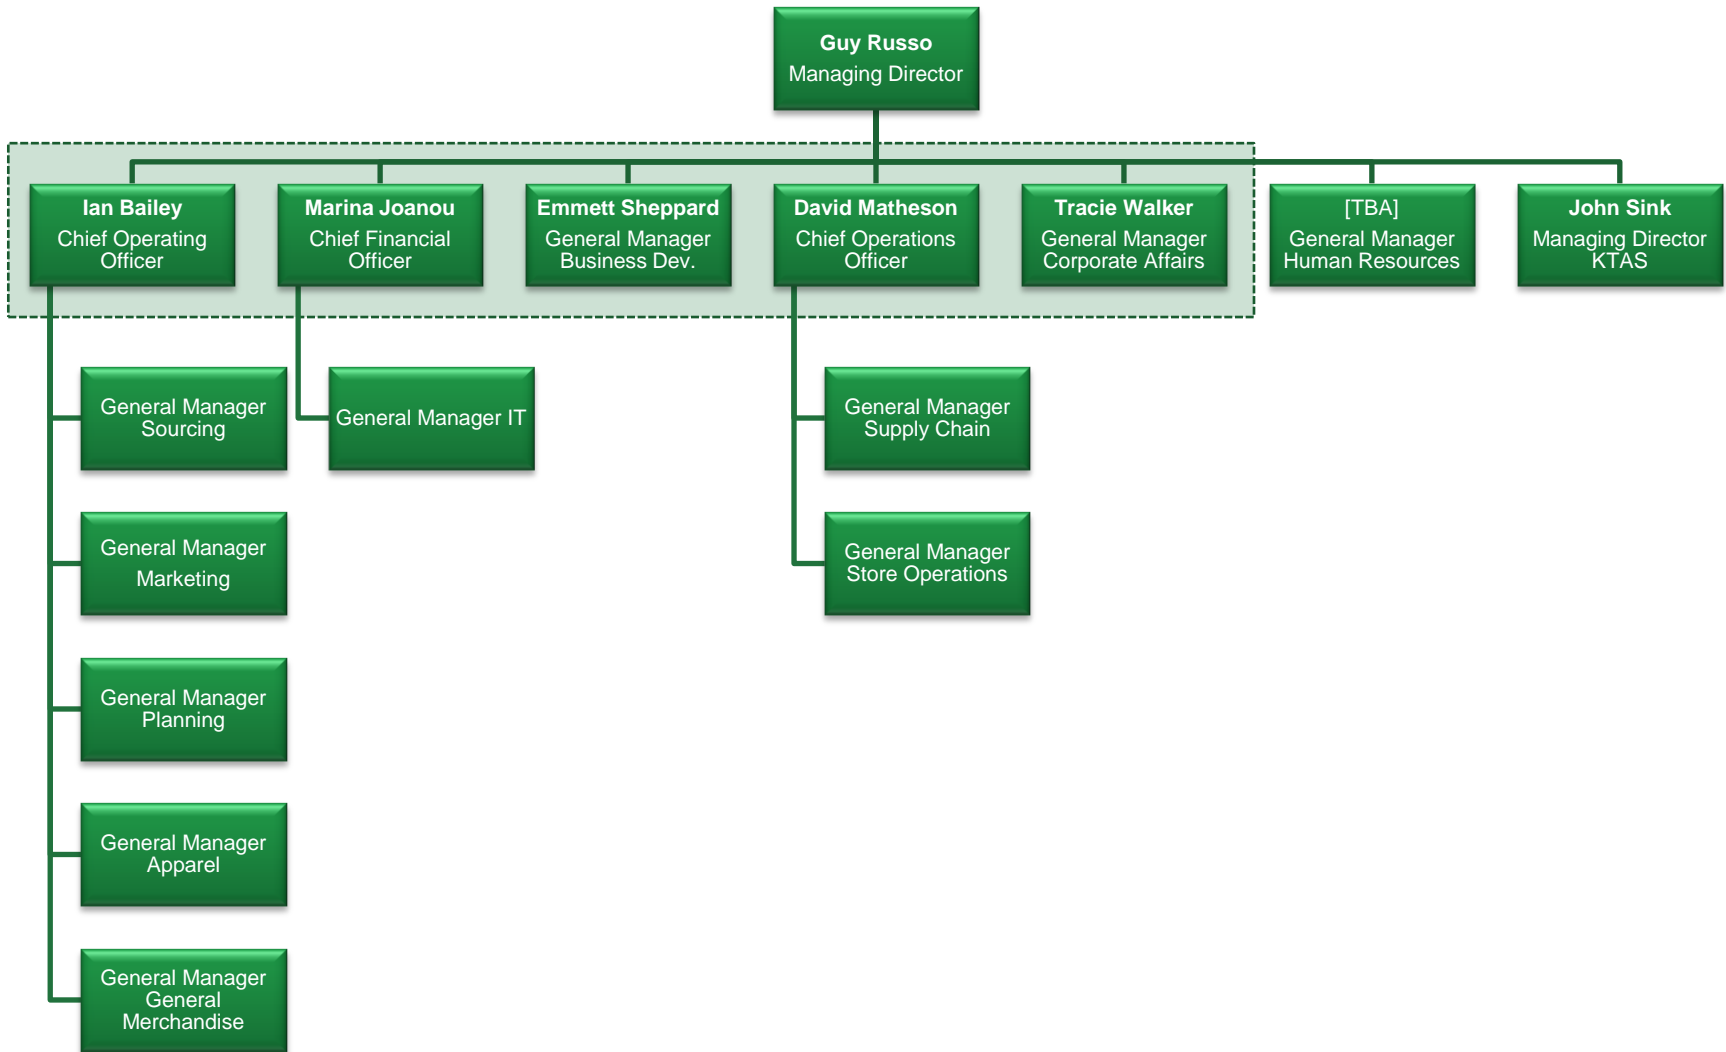 Guy Russo
Managing Director
Ian Bailey
Chief Operating
Officer
Marina Joanou
Chief Financial
Officer
Emmett Sheppard
General Manager
Business Dev.
David Matheson
Chief Operations
Officer
Tracie Walker
General Manager
Corporate Affairs
[TBA]
General Manager
Human Resources
John Sink
Managing Director
KTAS
General Manager
Sourcing
General Manager IT
General Manager
Supply Chain
General Manager
Marketing
General Manager
Store Operations
General Manager
Planning
General Manager
Apparel
General Manager
General
Merchandise